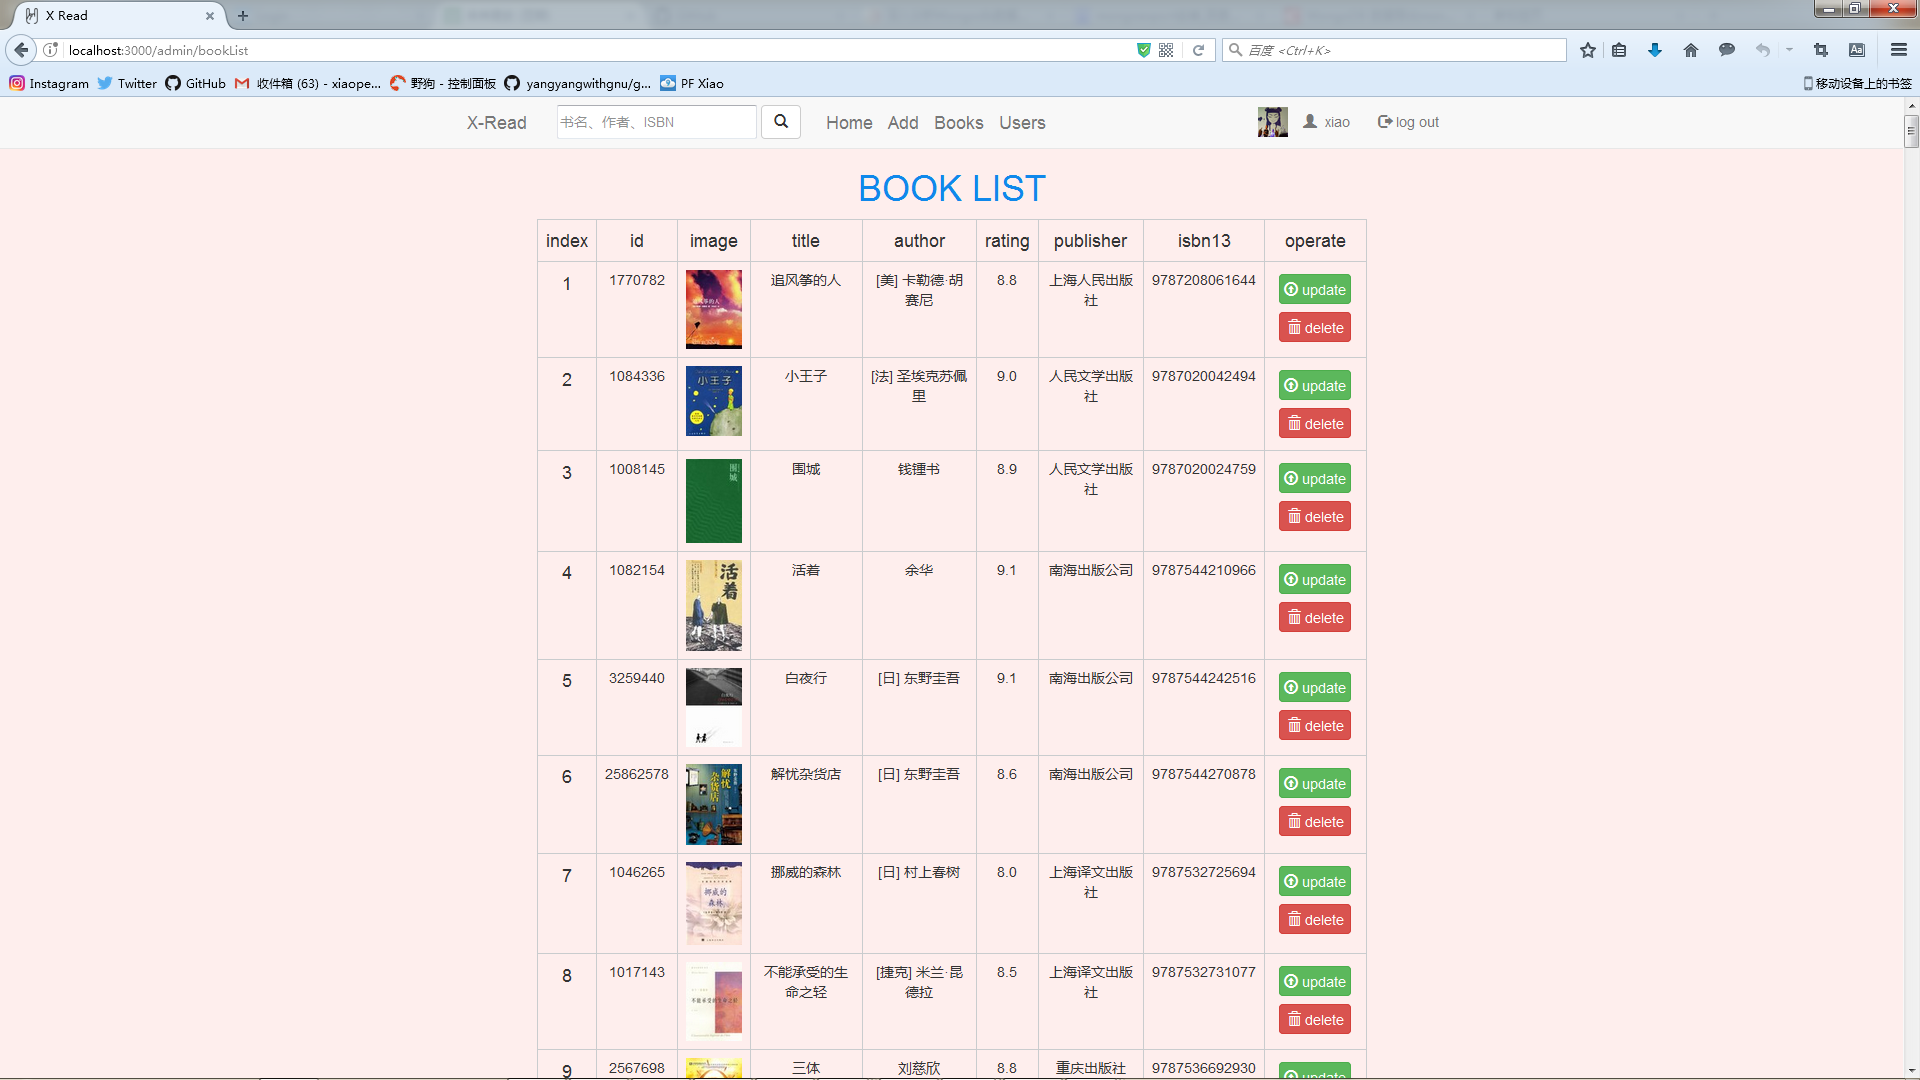 X Read
localhost:3000/admin/bookList
百度 <Ctrl+K>
Instagram Twitter GitHub 收件箱 (63) - xiaope... 野狗 - 控制面板 yangyangwithgnu/g... PF Xiao 移动设备上的书签
X-Read 书名、作者、ISBN Home Add Books Users xiao log out
BOOK LIST
index id image title author rating publisher isbn13 operate
1 1770782 追风筝的人 [美] 卡勒德·胡赛尼 8.8 上海人民出版社 9787208061644 update
delete
2 1084336 小王子 [法] 圣埃克苏佩里 9.0 人民文学出版社 9787020042494 update
delete
3 1008145 围城 钱锺书 8.9 人民文学出版社 9787020024759 update
delete
4 1082154 活着 余华 9.1 南海出版公司 9787544210966 update
delete
5 3259440 白夜行 [日] 东野圭吾 9.1 南海出版公司 9787544242516 update
delete
6 25862578 解忧杂货店 [日] 东野圭吾 8.6 南海出版公司 9787544270878 update
delete
7 1046265 挪威的森林 [日] 村上春树 8.0 上海译文出版社 9787532725694 update
delete
8 1017143 不能承受的生命之轻 [捷克] 米兰·昆德拉 8.5 上海译文出版社 9787532731077 update
delete
9 2567698 三体 刘慈欣 8.8 重庆出版社 9787536692930 update